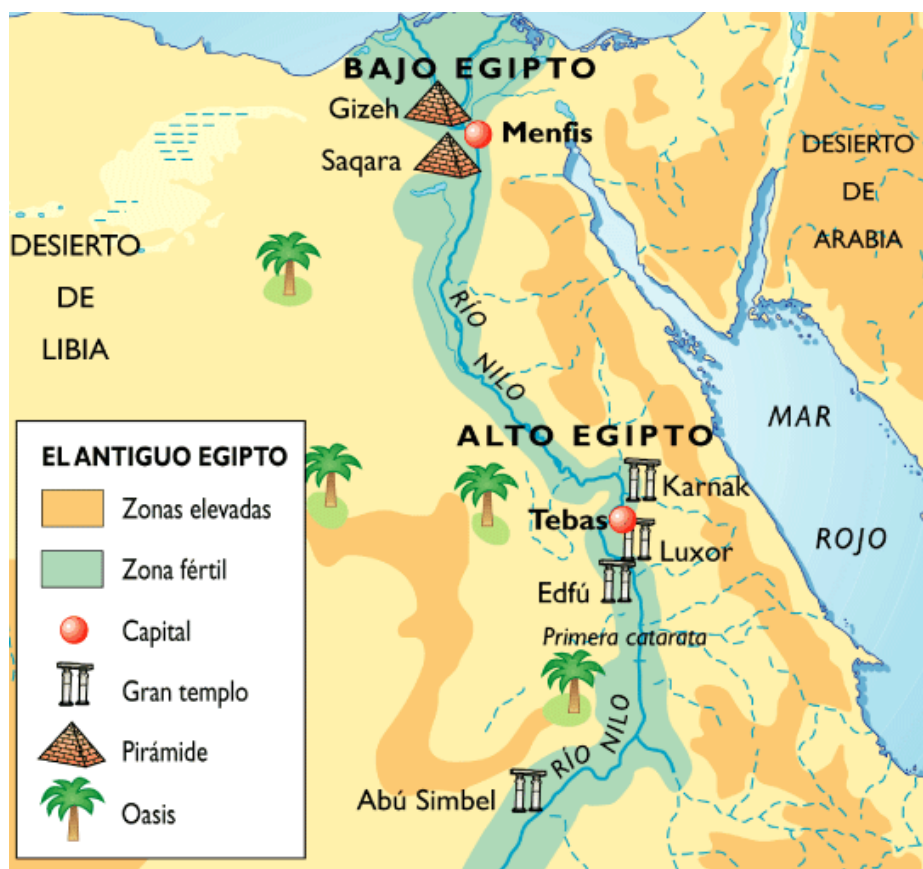 BAJO EGIPTO
Gizeh
Menfis
Saqara
DESIERTO
DE
ARABIA
DESIERTO
DE
LIBIA
RÍO
NILO
ALTO EGIPTO
MAR
ROJO
Karnak
Tebas
Luxor
Edfú
Primera catarata
RÍO
NILO
Abú Simbel
EL ANTIGUO EGIPTO
Zonas elevadas
Zona fértil
Capital
Gran templo
Pirámide
Oasis